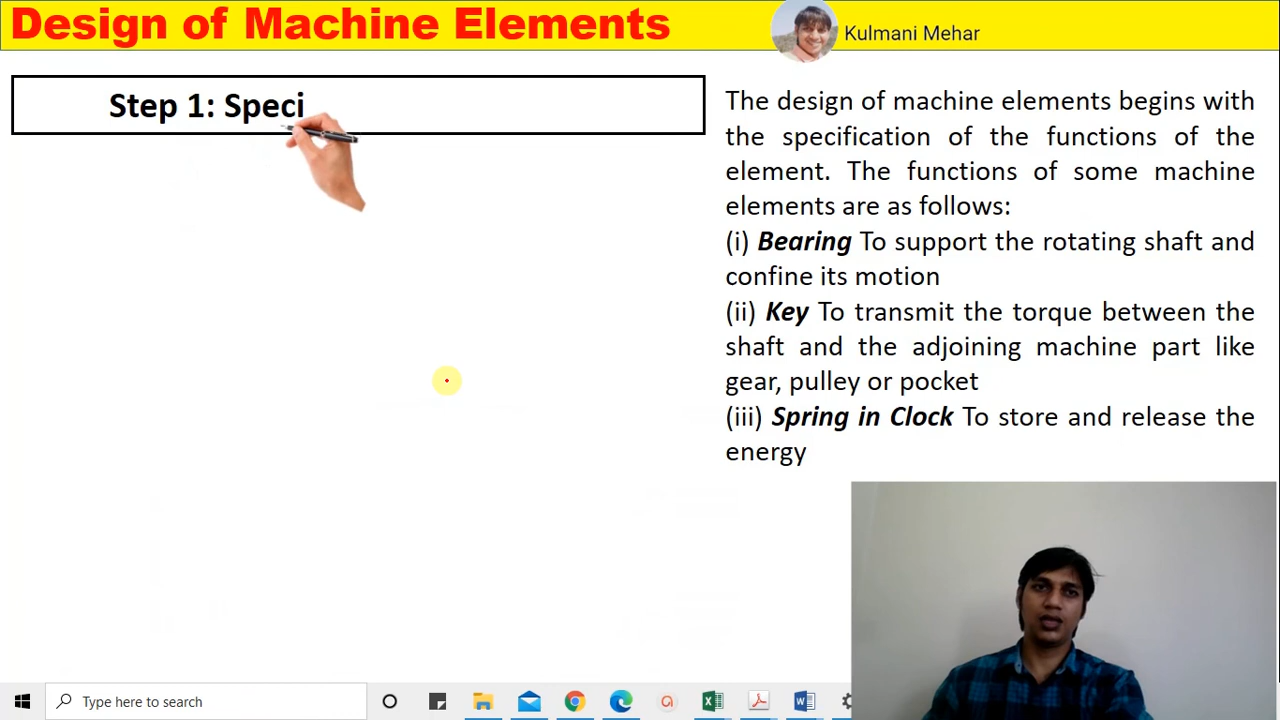 Design of Machine Elements
Kulmani Mehar
Step 1: Speci
The design of machine elements begins with
the specification of the functions of the
element. The functions of some machine
elements are as follows:
(i) Bearing To support the rotating shaft and
confine its motion
(ii) Key To transmit the torque between the
shaft and the adjoining machine part like
gear, pulley or pocket
(iii) Spring in Clock To store and release the
energy
Type here to search